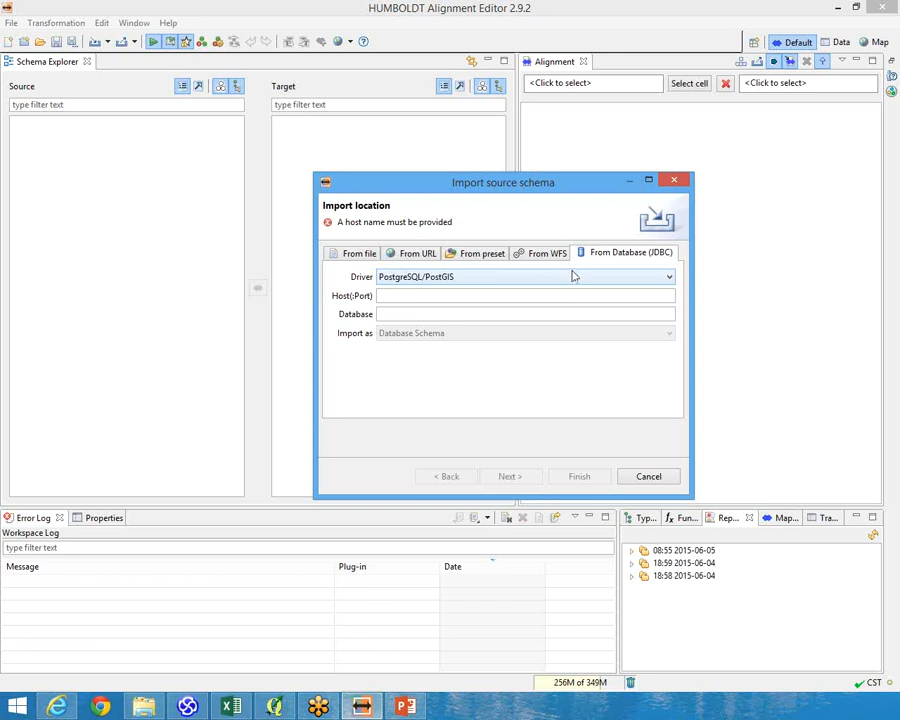 HUMBOLDT Alignment Editor 2.9.2
File Transformation Edit Window Help
Default Data Map
Schema Explorer
Alignment
Source
Target
<Click to select>
Select cell
<Click to select>
type filter text
type filter text
Import source schema
Import location
A host name must be provided
From file From URL From preset From WFS From Database (JDBC)
Driver PostgreSQL/PostGIS
Host(:Port)
Database
Import as Database Schema
< Back Next > Finish Cancel
Error Log Properties
Typ... Fun... Rep... Map... Tra...
Workspace Log
type filter text
Message Plug-in Date
08:55 2015-06-05
18:59 2015-06-04
18:58 2015-06-04
256M of 349M
CST